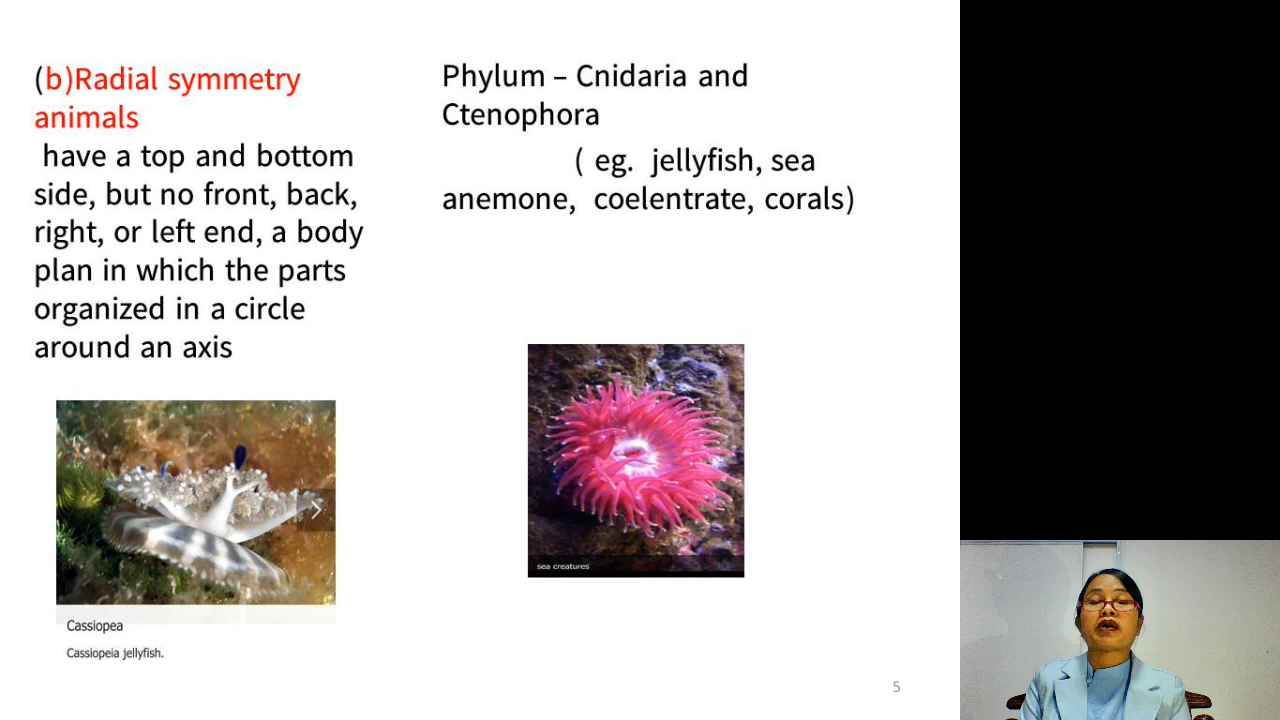 (b)Radial symmetry
animals
have a top and bottom
side, but no front, back,
right, or left end, a body
plan in which the parts
organized in a circle
around an axis
Cassiopea
Cassiopeia jellyfish.
Phylum – Cnidaria and
Ctenophora
( eg. jellyfish, sea
anemone, coelentrate, corals)
sea creatures
5